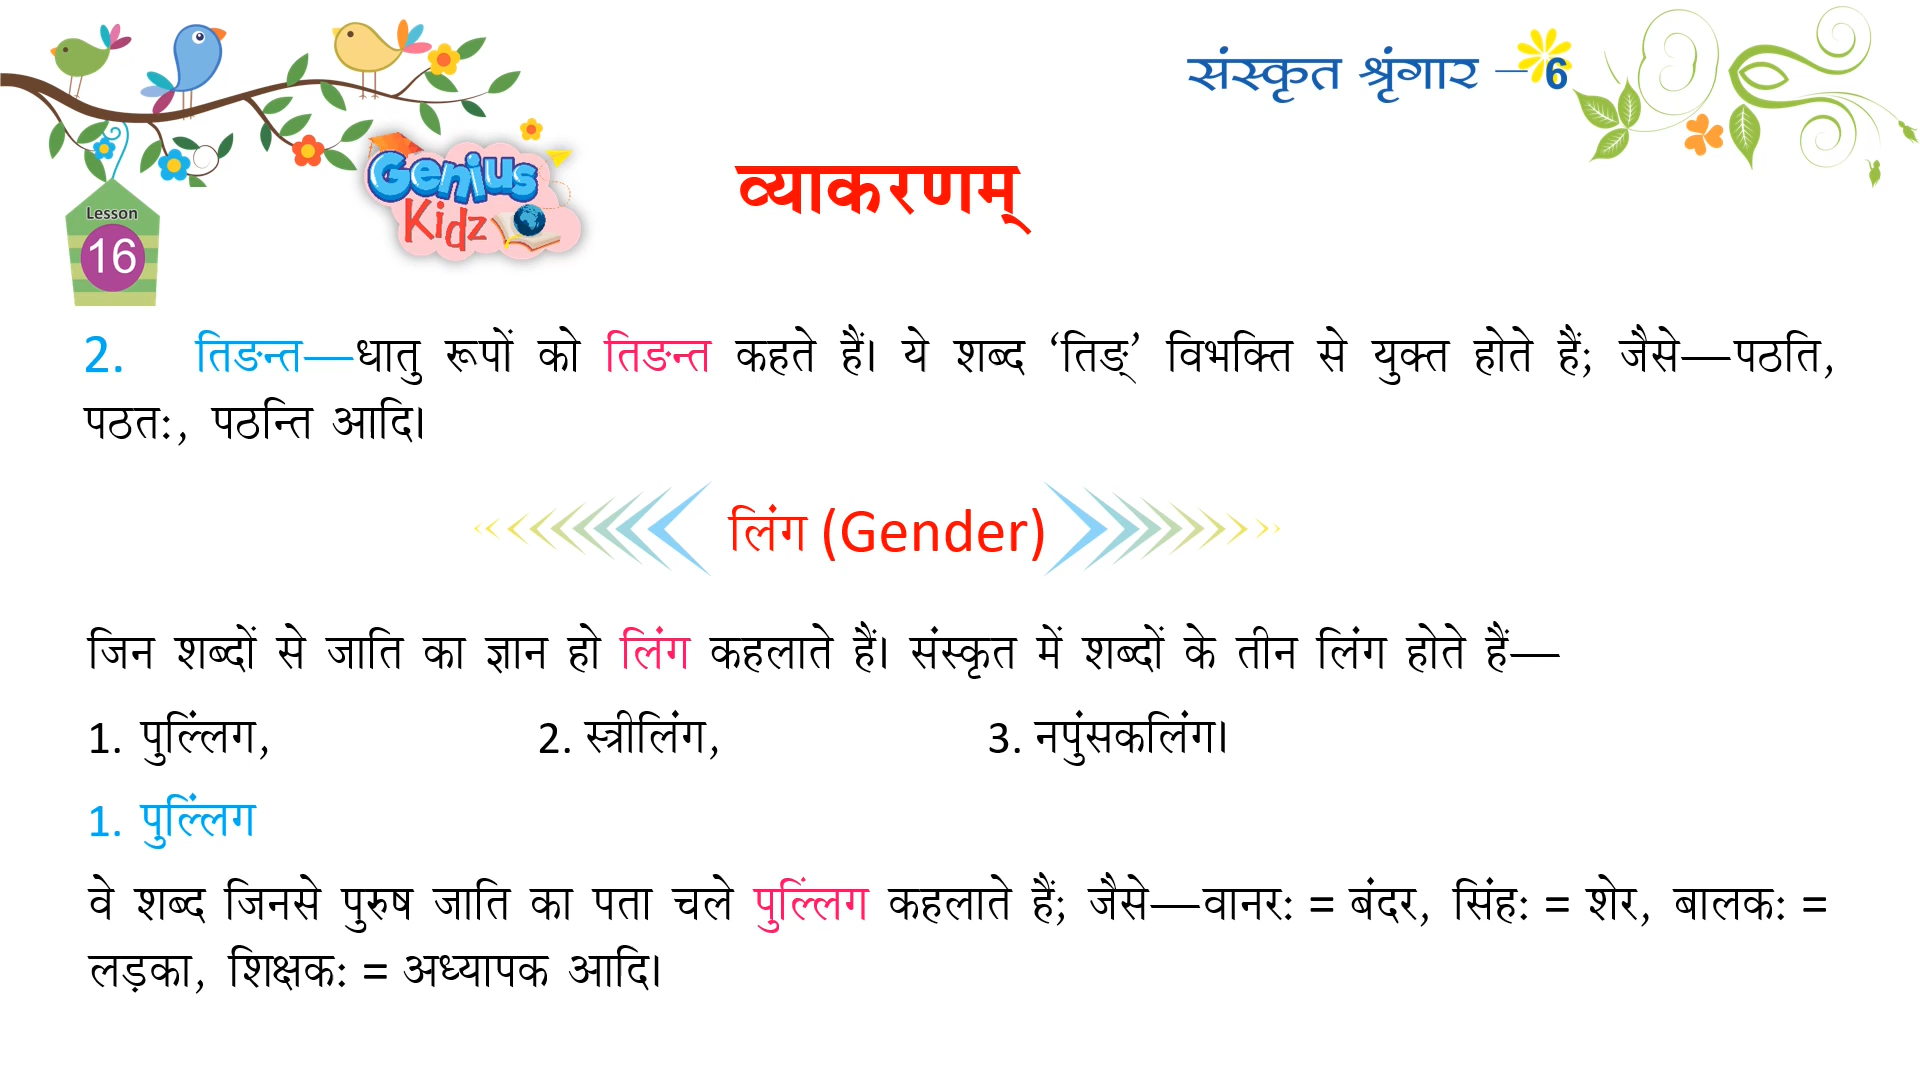 संस्कृत श्रृंगार – 6
Genius
Kidz
व्याकरणम्
Lesson
16
2. तिङन्त—धातु रूपों को तिङन्त कहते हैं। ये शब्द ‘तिङ्’ विभक्ति से युक्त होते हैं; जैसे—पठति,
पठतः, पठन्ति आदि।
लिंग (Gender)
जिन शब्दों से जाति का ज्ञान हो लिंग कहलाते हैं। संस्कृत में शब्दों के तीन लिंग होते हैं—
1. पुल्लिंग, 2. स्त्रीलिंग, 3. नपुंसकलिंग।
1. पुल्लिंग
वे शब्द जिनसे पुरुष जाति का पता चले पुल्लिंग कहलाते हैं; जैसे—वानरः = बंदर, सिंहः = शेर, बालकः =
लड़का, शिक्षकः = अध्यापक आदि।